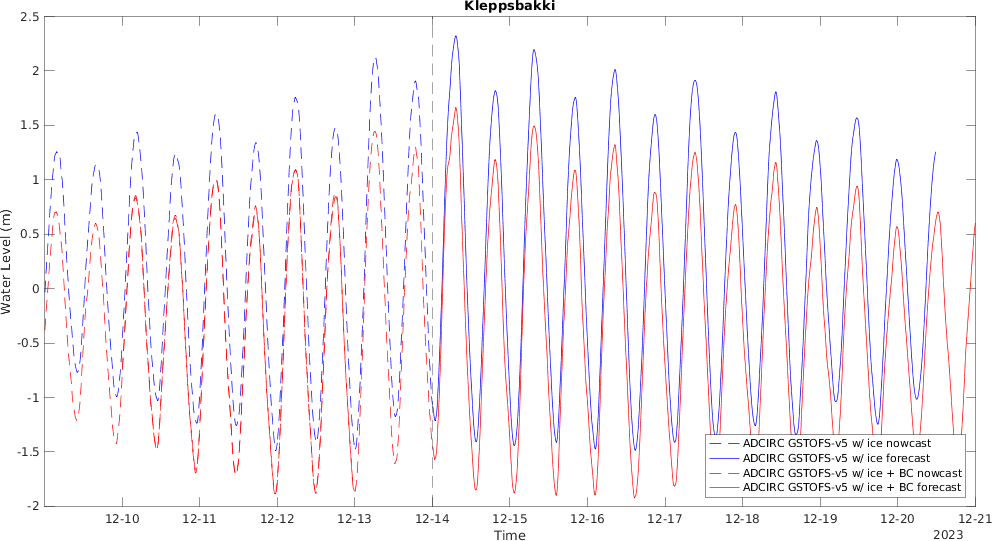 Kleppsbakki
2.5
2
1.5
1
0.5
0
-0.5
-1
-1.5
-2
Water Level (m)
ADCIRC GSTOFS-v5 w/ ice nowcast
ADCIRC GSTOFS-v5 w/ ice forecast
ADCIRC GSTOFS-v5 w/ ice + BC nowcast
ADCIRC GSTOFS-v5 w/ ice + BC forecast
12-10 12-11 12-12 12-13 12-14 12-15 12-16 12-17 12-18 12-19 12-20 12-21
Time
2023